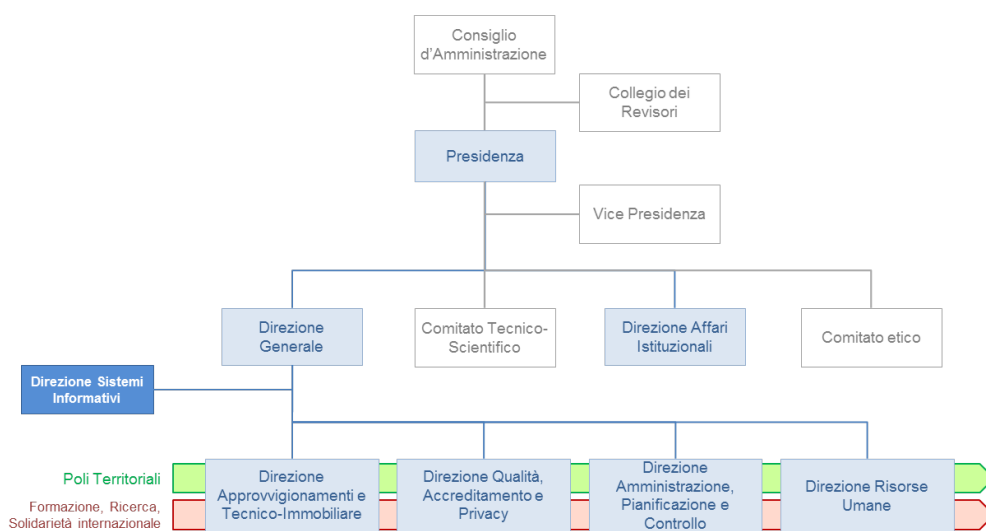 Consiglio
d'Amministrazione
Collegio dei
Revisori
Presidenza
Vice Presidenza
Direzione
Generale
Comitato Tecnico-
Scientifico
Direzione Affari
Istituzionali
Comitato etico
Direzione Sistemi
Informativi
Poli Territoriali
Formazione, Ricerca,
Solidarietà internazionale
Direzione
Approvvigionamenti e
Tecnico-Immobiliare
Direzione Qualità,
Accreditamento e
Privacy
Direzione
Amministrazione,
Pianificazione e
Controllo
Direzione Risorse
Umane